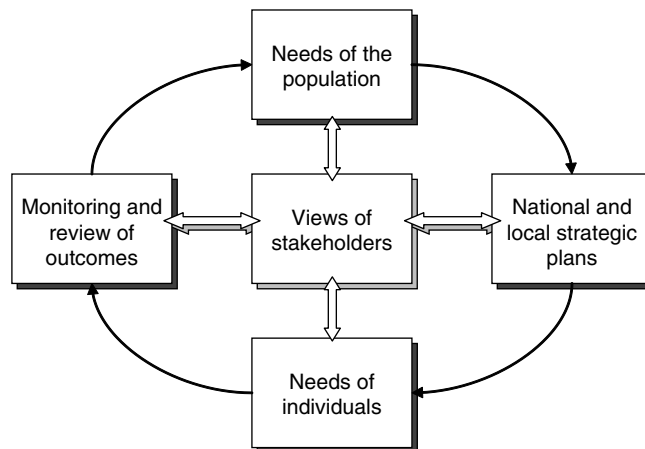 Needs of the
population
Monitoring and
review of
outcomes
Views of
stakeholders
National and
local strategic
plans
Needs of
individuals